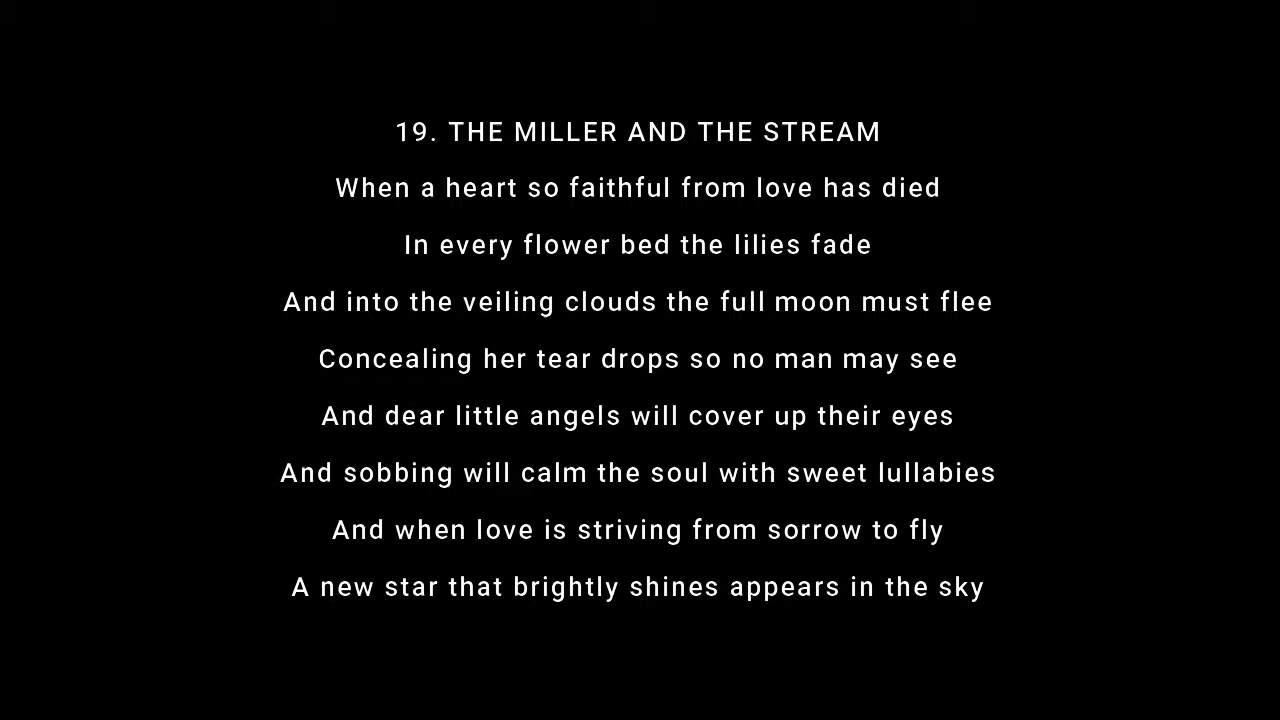 19. THE MILLER AND THE STREAM
When a heart so faithful from love has died
In every flower bed the lilies fade
And into the veiling clouds the full moon must flee
Concealing her tear drops so no man may see
And dear little angels will cover up their eyes
And sobbing will calm the soul with sweet lullabies
And when love is striving from sorrow to fly
A new star that brightly shines appears in the sky